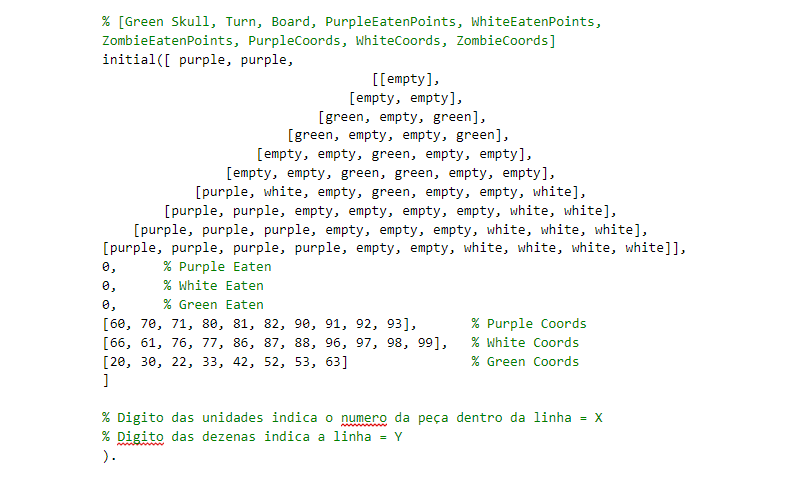 % [Green Skull, Turn, Board, PurpleEatenPoints, WhiteEatenPoints,
ZombieEatenPoints, PurpleCoords, WhiteCoords, ZombieCoords]
initial([ purple, purple,
[[empty],
[empty, empty],
[green, empty, green],
[green, empty, empty, green],
[empty, empty, green, empty, empty],
[empty, empty, green, green, empty, empty],
[purple, white, empty, green, empty, empty, white],
[purple, purple, empty, empty, empty, empty, white, white],
[purple, purple, purple, empty, empty, empty, white, white, white],
[purple, purple, purple, purple, empty, empty, white, white, white, white]],
0, % Purple Eaten
0, % White Eaten
0, % Green Eaten
[60, 70, 71, 80, 81, 82, 90, 91, 92, 93], % Purple Coords
[66, 61, 76, 77, 86, 87, 88, 96, 97, 98, 99], % White Coords
[20, 30, 22, 33, 42, 52, 53, 63] % Green Coords
]
% Digito das unidades indica o numero da peça dentro da linha = X
% Digito das dezenas indica a linha = Y
).